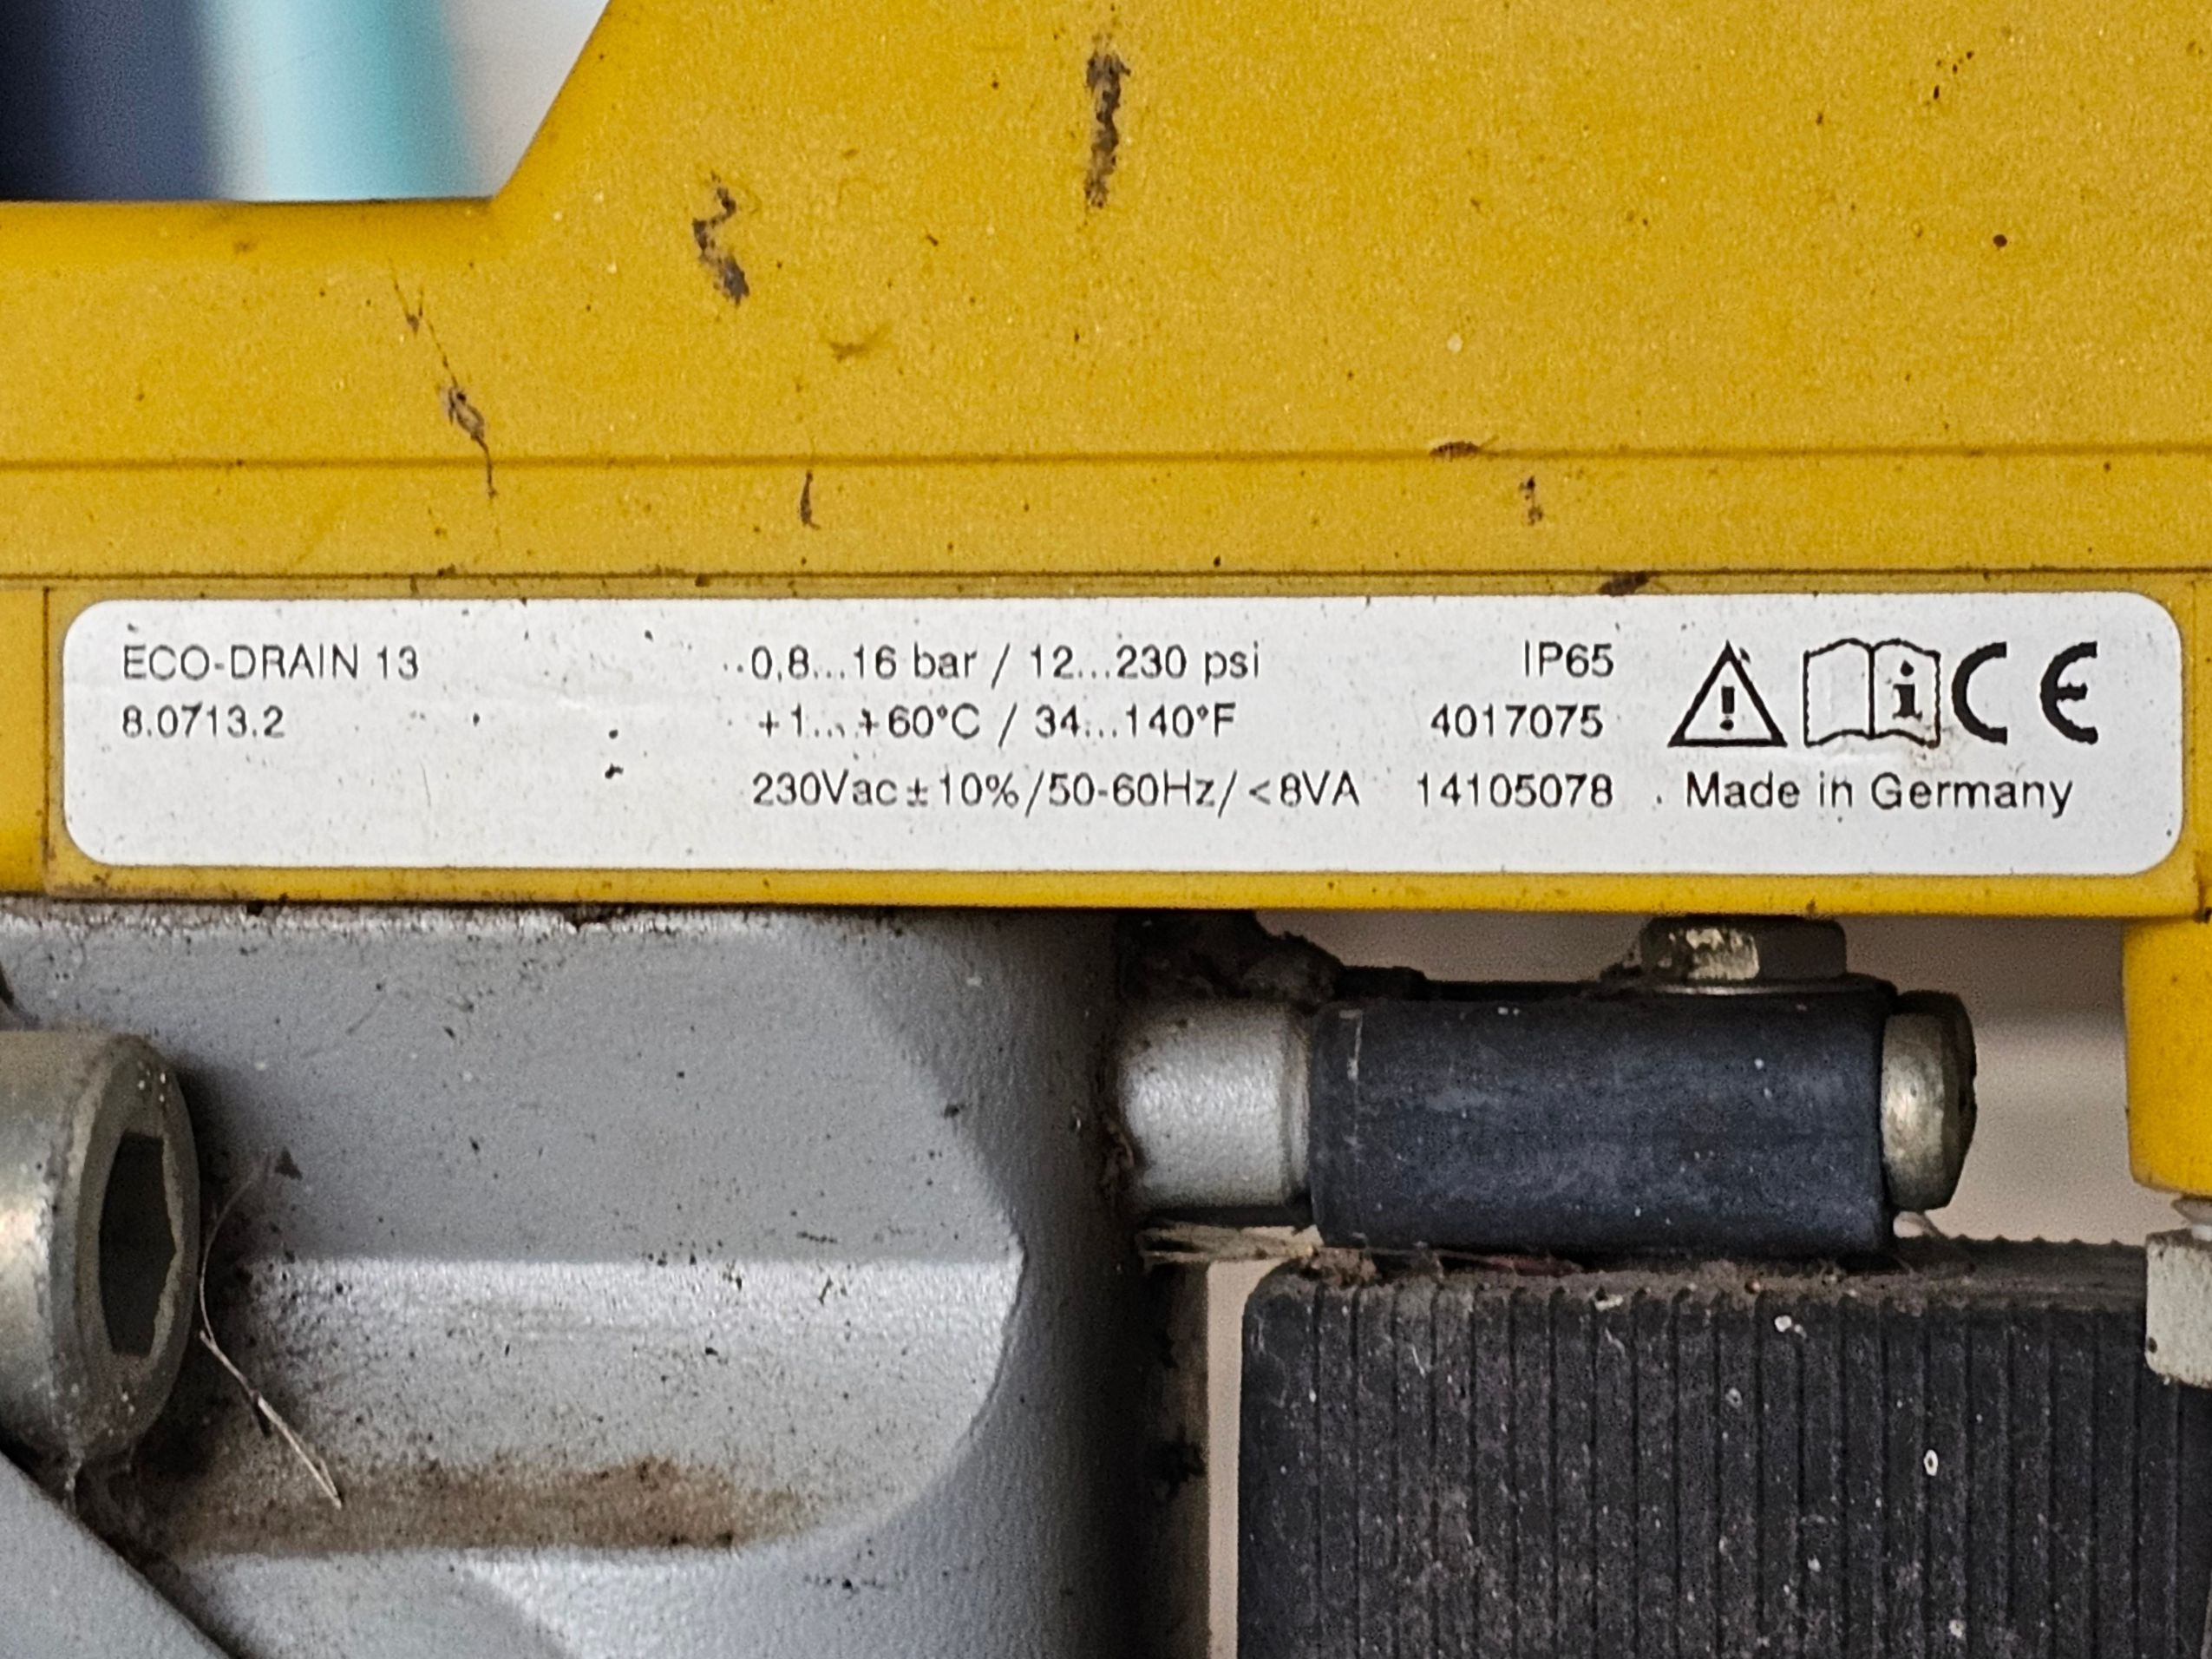 ECO-DRAIN 13 0,8...16 bar / 12...230 psi IP65
8.0713.2 +1...+60°C / 34...140°F 4017075
230Vac±10%/50-60Hz/<8VA 14105078 Made in Germany